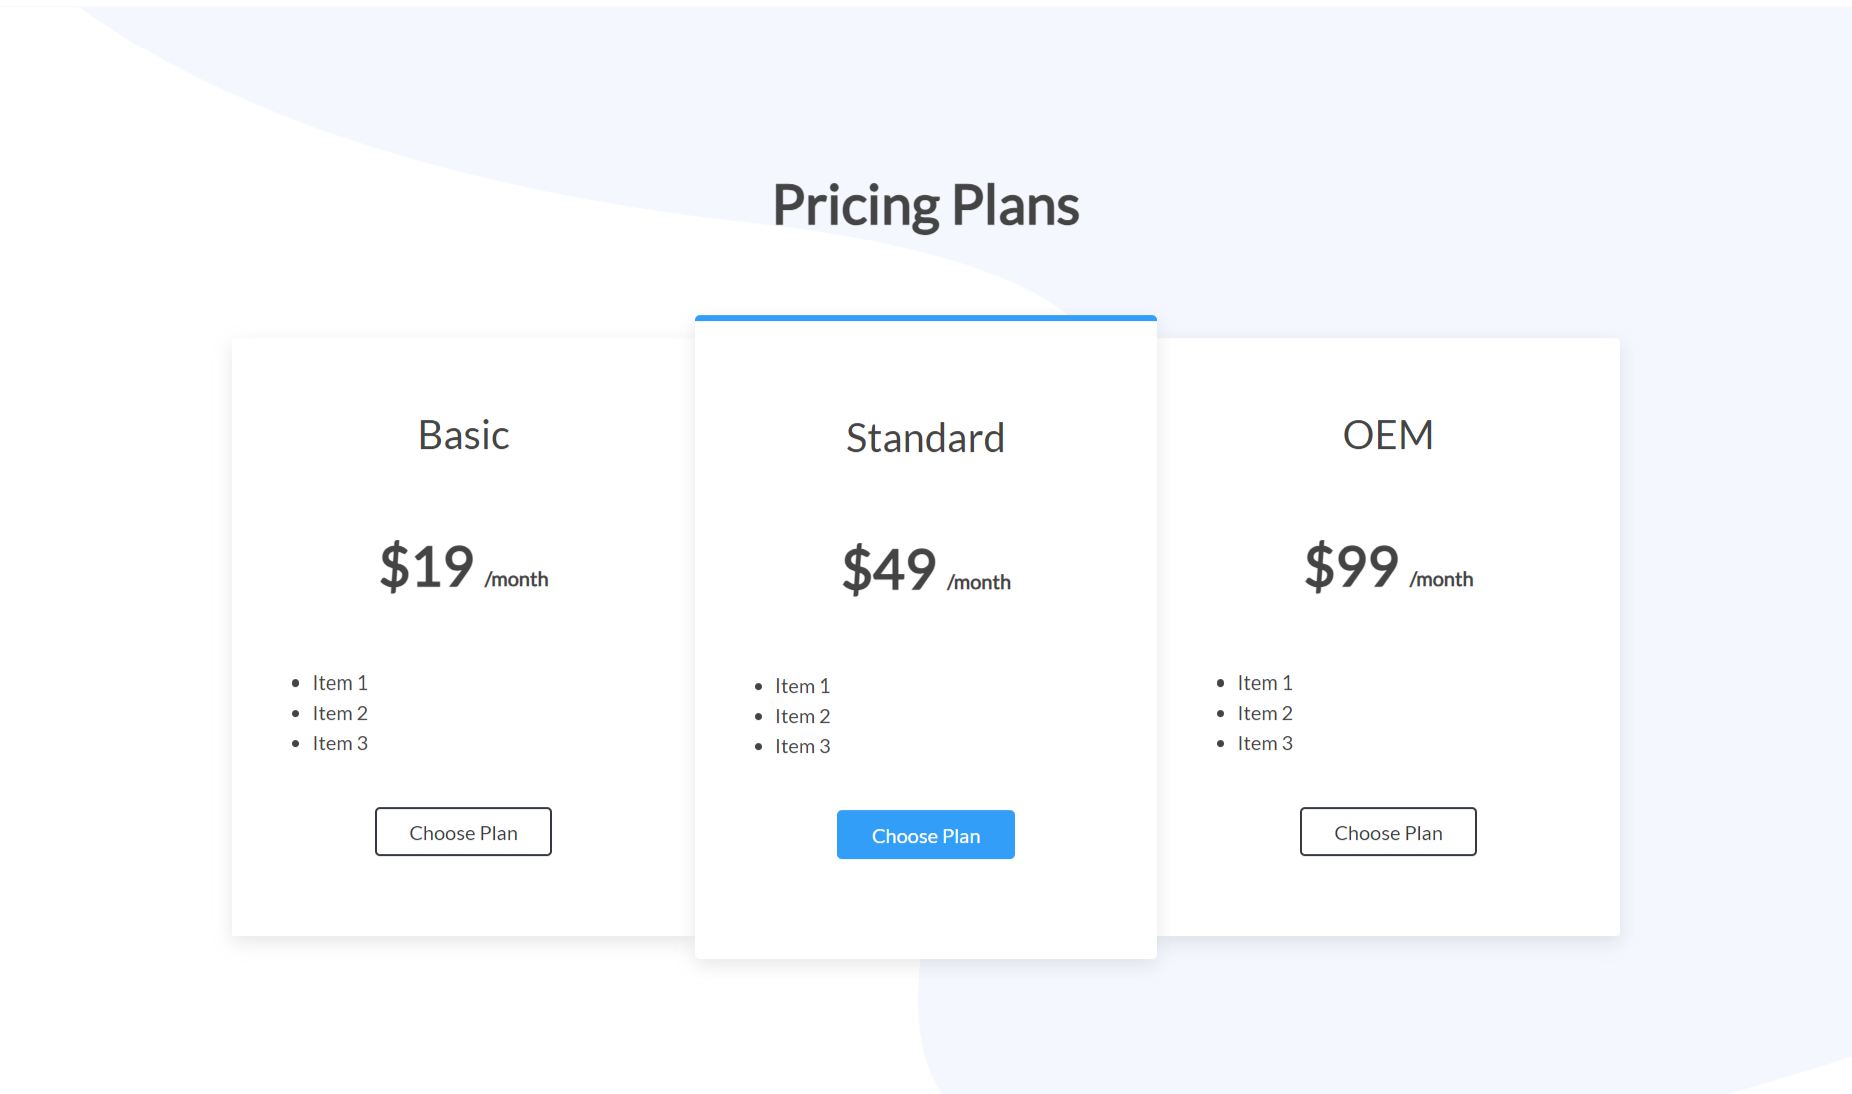 Pricing Plans
Basic
$19 /month
• Item 1
• Item 2
• Item 3
Choose Plan
Standard
$49 /month
• Item 1
• Item 2
• Item 3
Choose Plan
OEM
$99 /month
• Item 1
• Item 2
• Item 3
Choose Plan